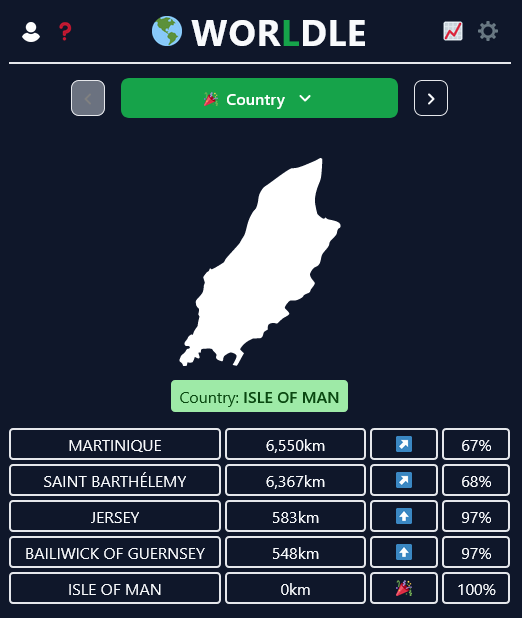 ❓ WORLDLE
Country
Country: ISLE OF MAN
MARTINIQUE 6,550km ↗ 67%
SAINT BARTHÉLEMY 6,367km ↗ 68%
JERSEY 583km ⬆ 97%
BAILIWICK OF GUERNSEY 548km ⬆ 97%
ISLE OF MAN 0km 🎉 100%